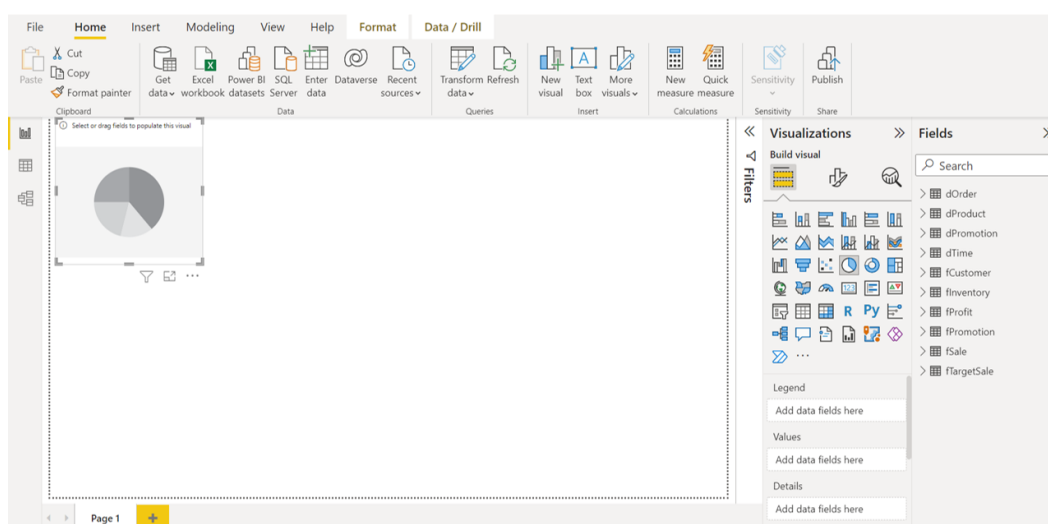 File Home Insert Modeling View Help Format Data / Drill
Paste
Cut
Copy
Format painter
Clipboard
Get data
Excel workbook
Power BI datasets
SQL Server
Enter data
Dataverse
Recent sources
Data
Transform data
Refresh
Queries
New visual
Text box
More visuals
Insert
New measure
Quick measure
Calculations
Sensitivity
Sensitivity
Publish
Share
Select or drag fields to populate this visual
Filters
Visualizations
Build visual
123
R Py
Legend
Add data fields here
Values
Add data fields here
Details
Add data fields here
Fields
Search
dOrder
dProduct
dPromotion
dTime
fCustomer
fInventory
fProfit
fPromotion
fSale
fTargetSale
Page 1